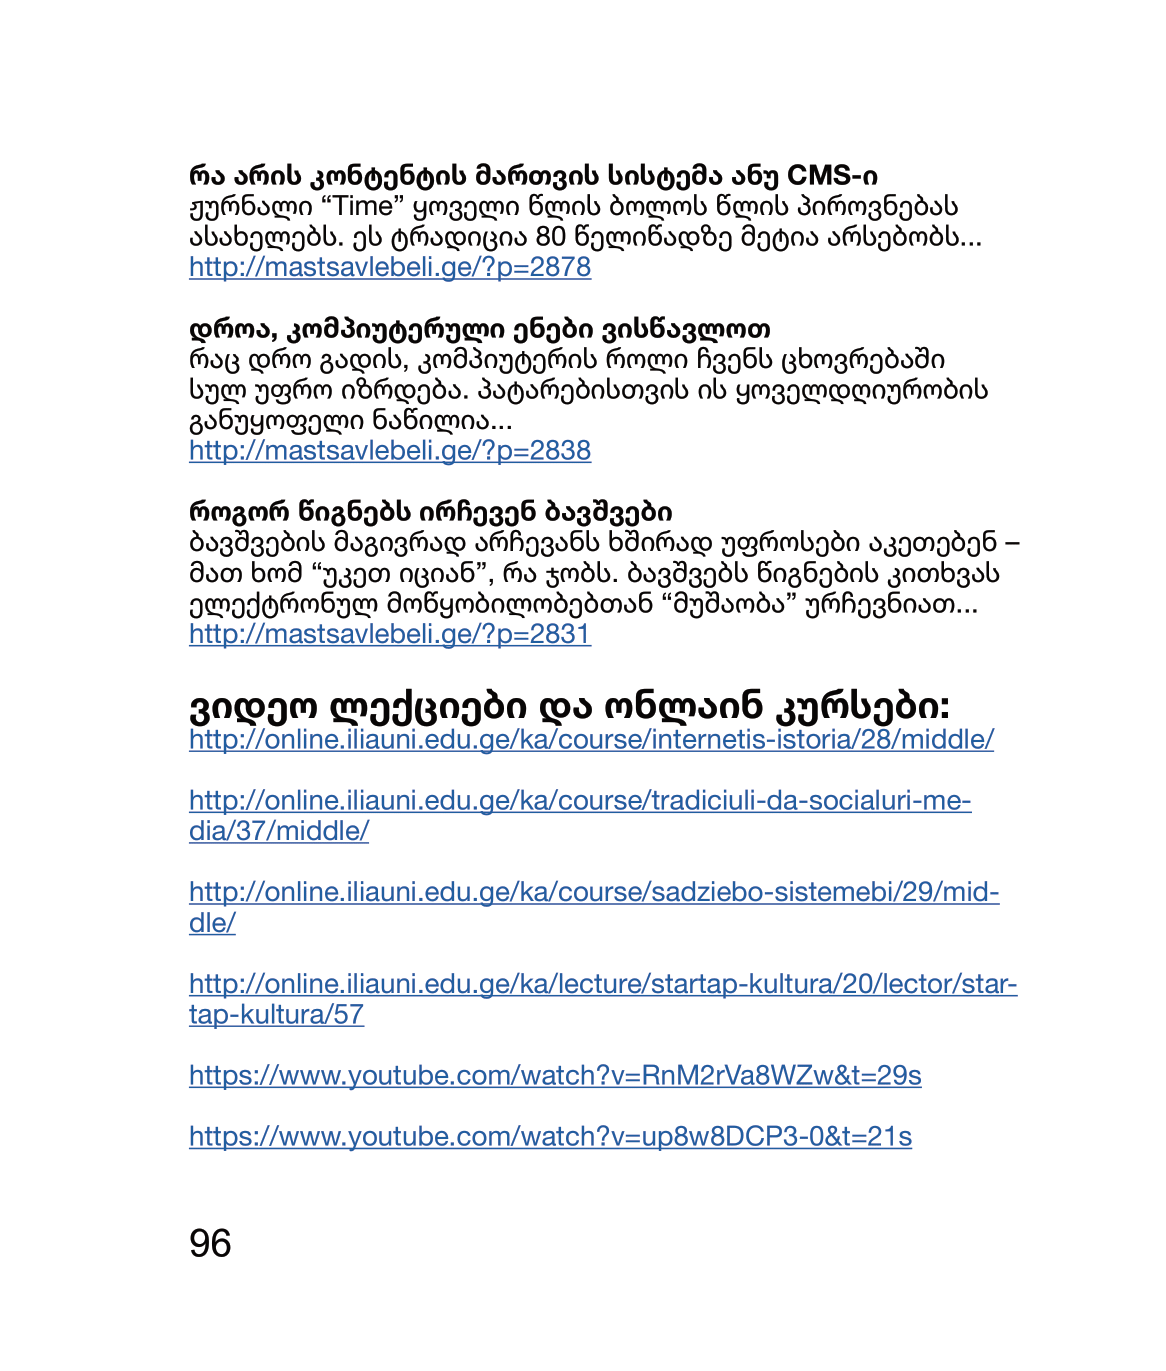 რა არის კონტენტის მართვის სისტემა ანუ CMS-ი
ჟურნალი “Time” ყოველი წლის ბოლოს წლის პიროვნებას
ასახელებს. ეს ტრადიცია 80 წელიწადზე მეტია არსებობს...
http://mastsavlebeli.ge/?p=2878
დროა, კომპიუტერული ენები ვისწავლოთ
რაც დრო გადის, კომპიუტერის როლი ჩვენს ცხოვრებაში
სულ უფრო იზრდება. პატარებისთვის ის ყოველდღიურობის
განუყოფელი ნაწილია...
http://mastsavlebeli.ge/?p=2838
როგორ წიგნებს ირჩევენ ბავშვები
ბავშვების მაგივრად არჩევანს ხშირად უფროსები აკეთებენ –
მათ ხომ “უკეთ იციან”, რა ჯობს. ბავშვებს წიგნების კითხვას
ელექტრონულ მოწყობილობებთან “მუშაობა” ურჩევნიათ...
http://mastsavlebeli.ge/?p=2831
ვიდეო ლექციები და ონლაინ კურსები:
http://online.iliauni.edu.ge/ka/course/internetis-istoria/28/middle/
http://online.iliauni.edu.ge/ka/course/tradiciuli-da-socialuri-me-
dia/37/middle/
http://online.iliauni.edu.ge/ka/course/sadziebo-sistemebi/29/mid-
dle/
http://online.iliauni.edu.ge/ka/lecture/startap-kultura/20/lector/star-
tap-kultura/57
https://www.youtube.com/watch?v=RnM2rVa8WZw&t=29s
https://www.youtube.com/watch?v=up8w8DCP3-0&t=21s
96